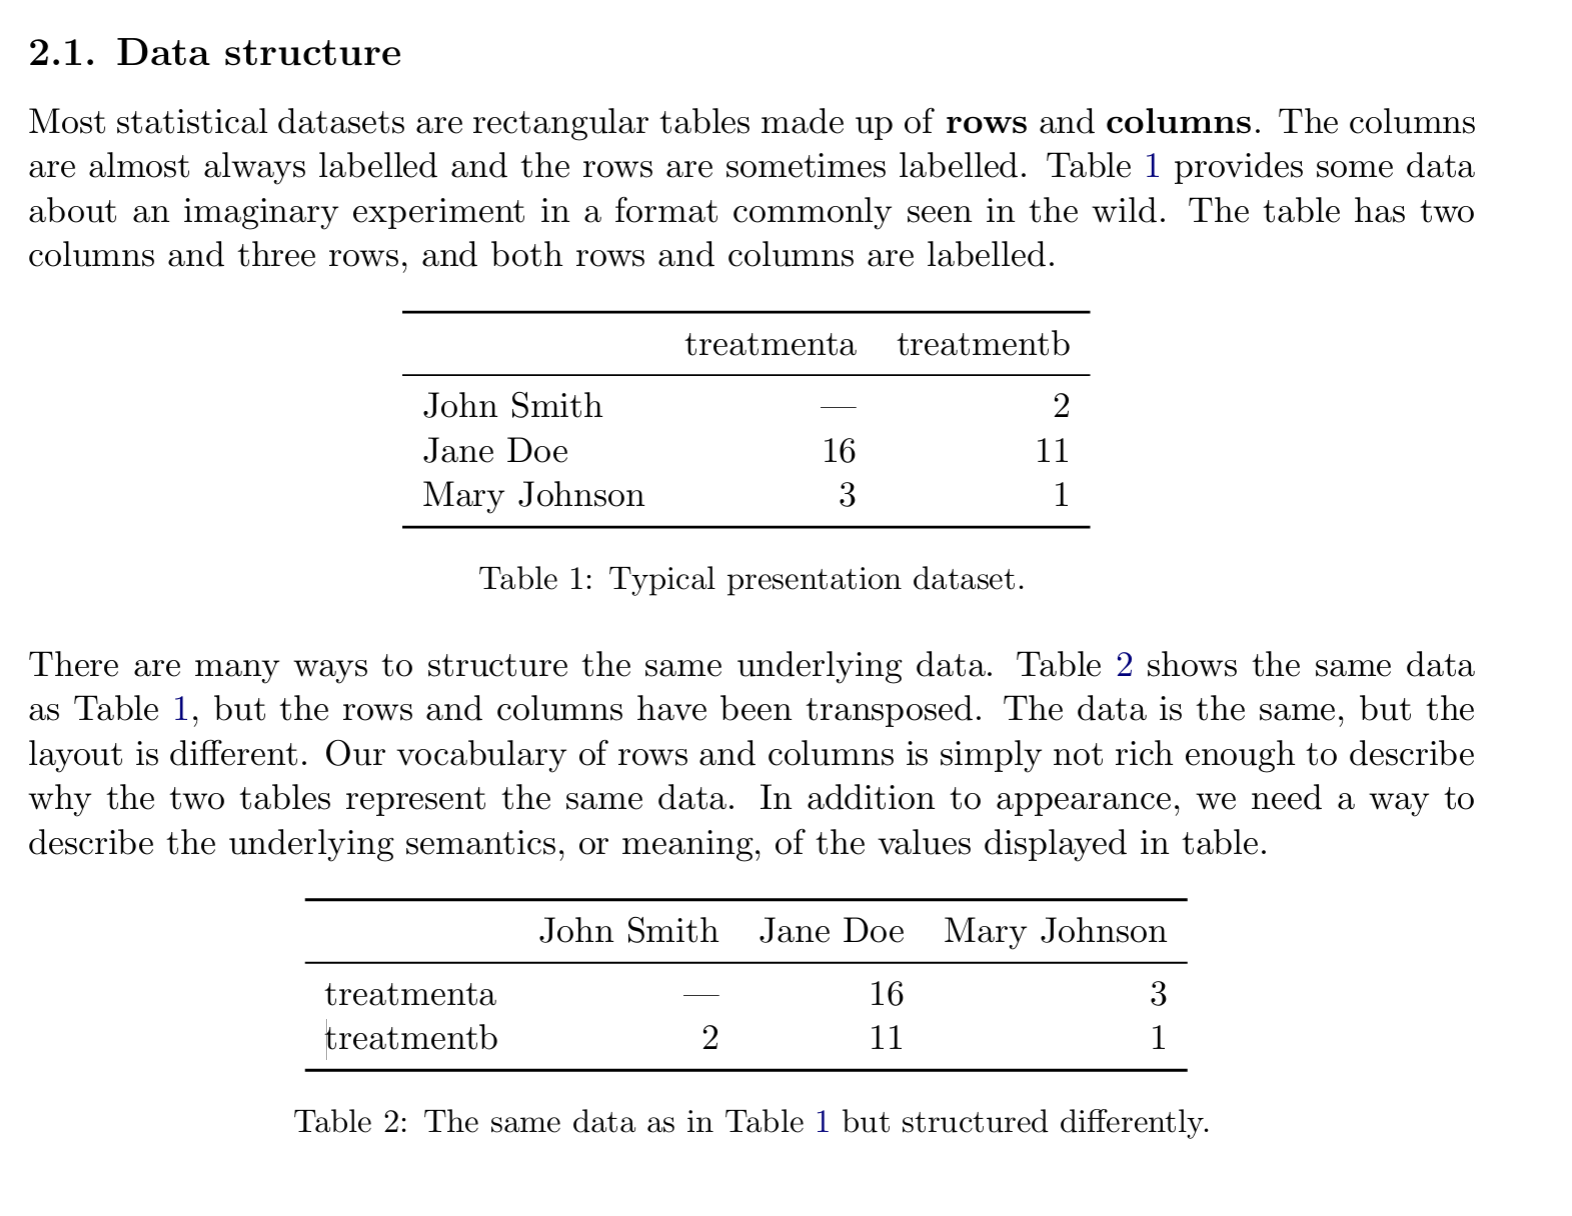 2.1. Data structure
Most statistical datasets are rectangular tables made up of rows and columns. The columns
are almost always labelled and the rows are sometimes labelled. Table 1 provides some data
about an imaginary experiment in a format commonly seen in the wild. The table has two
columns and three rows, and both rows and columns are labelled.
treatmenta treatmentb
John Smith — 2
Jane Doe 16 11
Mary Johnson 3 1
Table 1: Typical presentation dataset.
There are many ways to structure the same underlying data. Table 2 shows the same data
as Table 1, but the rows and columns have been transposed. The data is the same, but the
layout is different. Our vocabulary of rows and columns is simply not rich enough to describe
why the two tables represent the same data. In addition to appearance, we need a way to
describe the underlying semantics, or meaning, of the values displayed in table.
John Smith Jane Doe Mary Johnson
treatmenta — 16 3
treatmentb 2 11 1
Table 2: The same data as in Table 1 but structured differently.